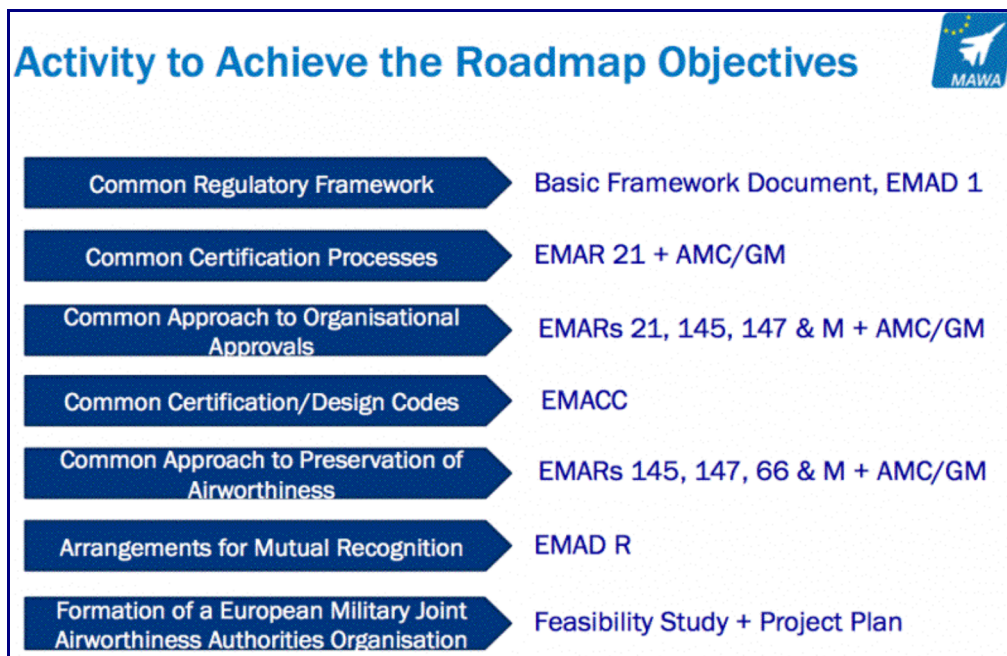 Activity to Achieve the Roadmap Objectives
MAWA
Common Regulatory Framework
Basic Framework Document, EMAD 1
Common Certification Processes
EMAR 21 + AMC/GM
Common Approach to Organisational
Approvals
EMARs 21, 145, 147 & M + AMC/GM
Common Certification/Design Codes
EMACC
Common Approach to Preservation of
Airworthiness
EMARs 145, 147, 66 & M + AMC/GM
Arrangements for Mutual Recognition
EMAD R
Formation of a European Military Joint
Airworthiness Authorities Organisation
Feasibility Study + Project Plan